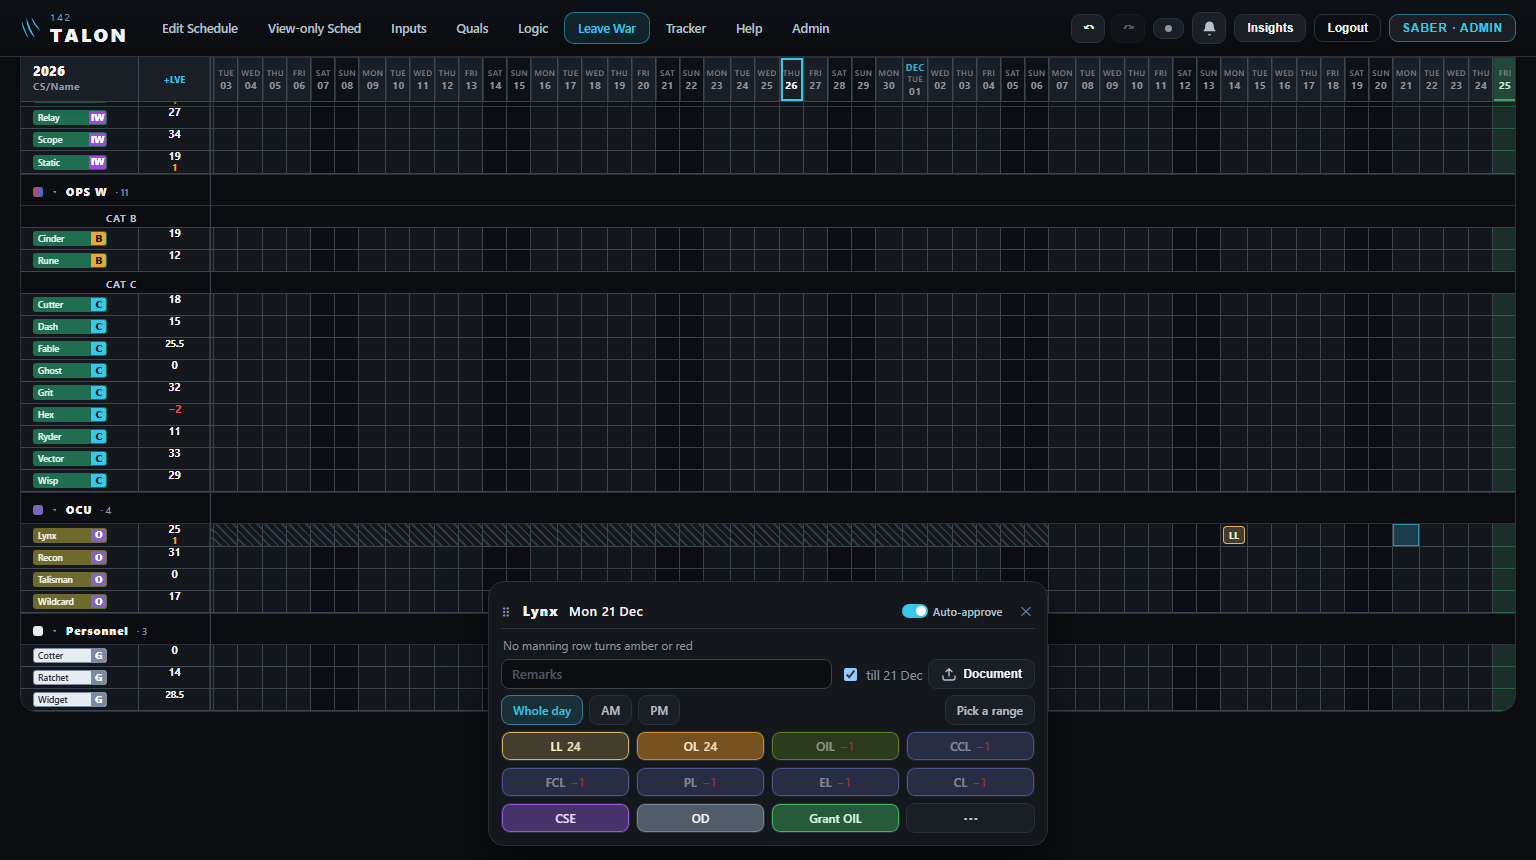 142
TALON
Edit Schedule
View-only Sched
Inputs
Quals
Logic
Leave War
Tracker
Help
Admin
Insights
Logout
SABER · ADMIN
2026
CS/Name
+LVE
TUE 03
WED 04
THU 05
FRI 06
SAT 07
SUN 08
MON 09
TUE 10
WED 11
THU 12
FRI 13
SAT 14
SUN 15
MON 16
TUE 17
WED 18
THU 19
FRI 20
SAT 21
SUN 22
MON 23
TUE 24
WED 25
THU 26
FRI 27
SAT 28
SUN 29
MON 30
DEC
TUE 01
WED 02
THU 03
FRI 04
SAT 05
SUN 06
MON 07
TUE 08
WED 09
THU 10
FRI 11
SAT 12
SUN 13
MON 14
TUE 15
WED 16
THU 17
FRI 18
SAT 19
SUN 20
MON 21
TUE 22
WED 23
THU 24
FRI 25
Relay IW 27
Scope IW 34
Static IW 19
1
OPS W · 11
CAT B
Cinder B 19
Rune B 12
CAT C
Cutter C 18
Dash C 15
Fable C 25.5
Ghost C 0
Grit C 32
Hex C −2
Ryder C 11
Vector C 33
Wisp C 29
OCU · 4
Lynx O 25 LL
1
Recon O 31
Talisman O 0
Wildcard O 17
Personnel · 3
Cotter G 0
Ratchet G 14
Widget G 28.5
Lynx Mon 21 Dec
Auto-approve
No manning row turns amber or red
Remarks
till 21 Dec
Document
Whole day
AM
PM
Pick a range
LL 24
OL 24
OIL −1
CCL −1
FCL −1
PL −1
EL −1
CL −1
CSE
OD
Grant OIL
---